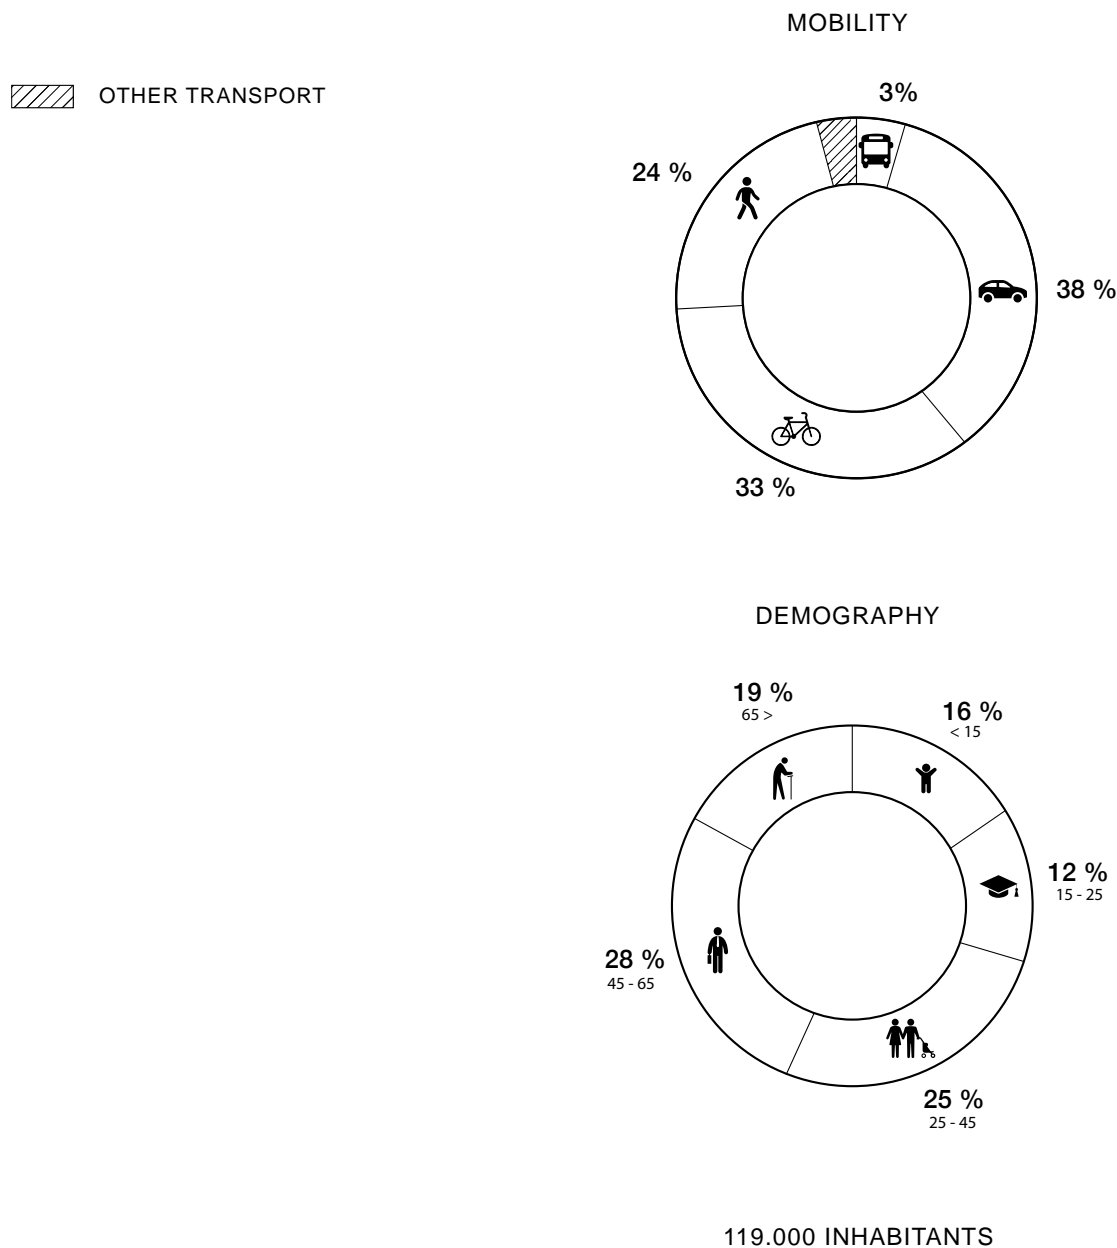 MOBILITY
OTHER TRANSPORT
3%
24 %
38 %
33 %
DEMOGRAPHY
19 %
65 >
16 %
< 15
12 %
15 - 25
28 %
45 - 65
25 %
25 - 45
119.000 INHABITANTS